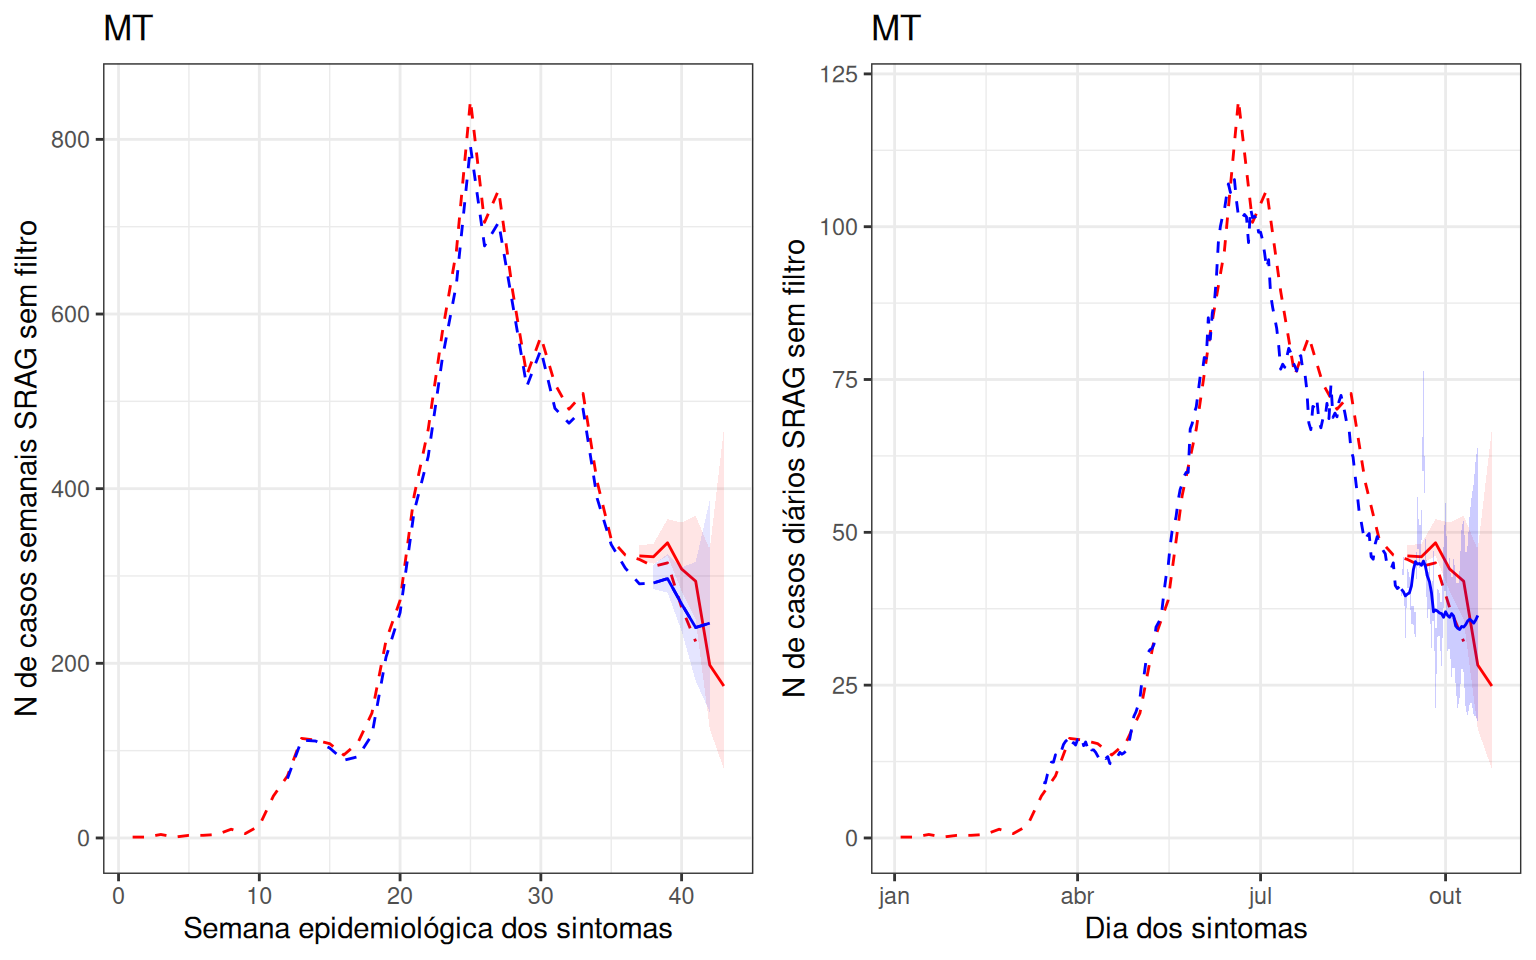 MT
N de casos semanais SRAG sem filtro
800
600
400
200
0
0 10 20 30 40
Semana epidemiológica dos sintomas
MT
N de casos diários SRAG sem filtro
125
100
75
50
25
0
jan abr jul out
Dia dos sintomas